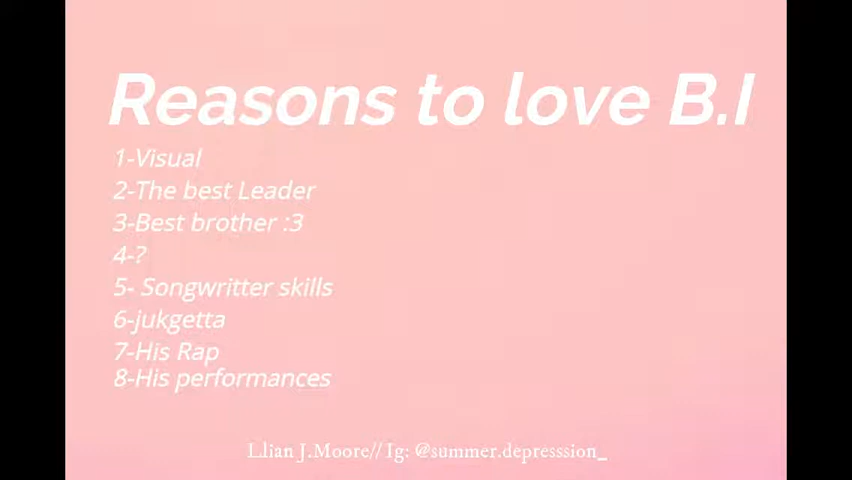 Reasons to love B.I
1-Visual
2-The best Leader
3-Best brother :3
4-?
5- Songwritter skills
6-jukgetta
7-His Rap
8-His performances
L.lian J.Moore// Ig: @summer.depresssion_